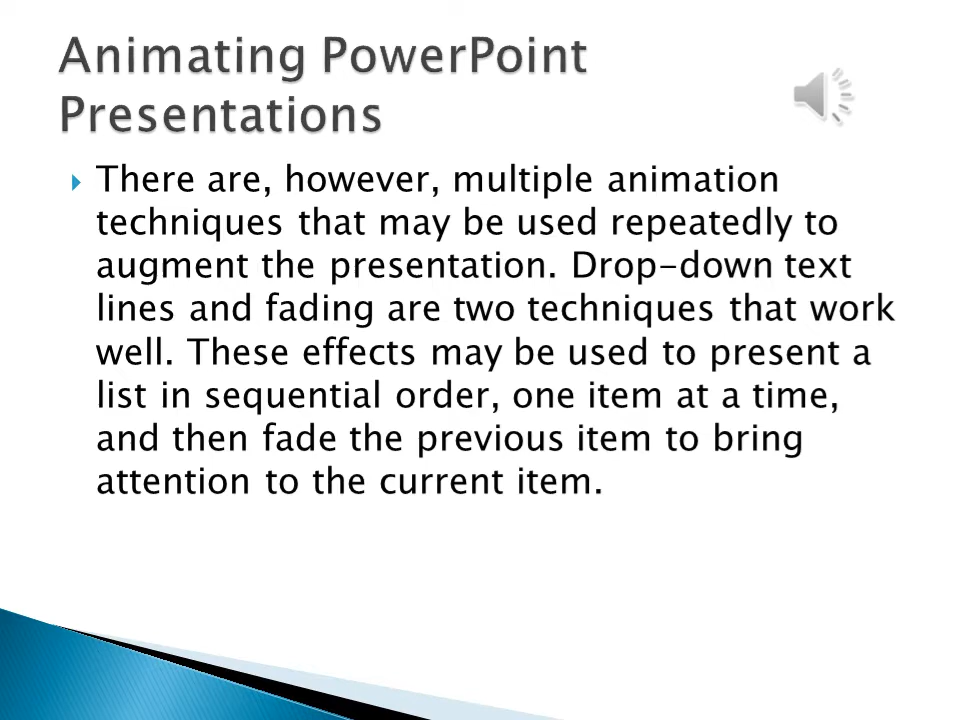 Animating PowerPoint
Presentations
There are, however, multiple animation
techniques that may be used repeatedly to
augment the presentation. Drop-down text
lines and fading are two techniques that work
well. These effects may be used to present a
list in sequential order, one item at a time,
and then fade the previous item to bring
attention to the current item.